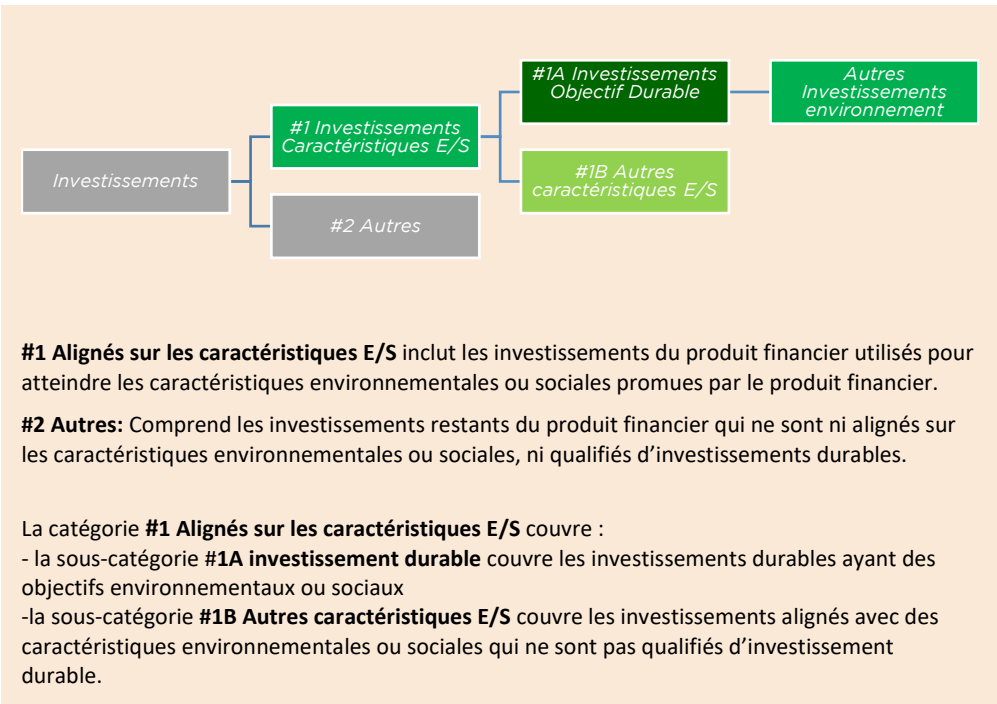 #1A Investissements
Objectif Durable
Autres
Investissements
environnement
#1 Investissements
Caractéristiques E/S
Investissements
#1B Autres
caractéristiques E/S
#2 Autres
#1 Alignés sur les caractéristiques E/S inclut les investissements du produit financier utilisés pour
atteindre les caractéristiques environnementales ou sociales promues par le produit financier.
#2 Autres: Comprend les investissements restants du produit financier qui ne sont ni alignés sur
les caractéristiques environnementales ou sociales, ni qualifiés d’investissements durables.
La catégorie #1 Alignés sur les caractéristiques E/S couvre :
- la sous-catégorie #1A investissement durable couvre les investissements durables ayant des
objectifs environnementaux ou sociaux
-la sous-catégorie #1B Autres caractéristiques E/S couvre les investissements alignés avec des
caractéristiques environnementales ou sociales qui ne sont pas qualifiés d’investissement
durable.